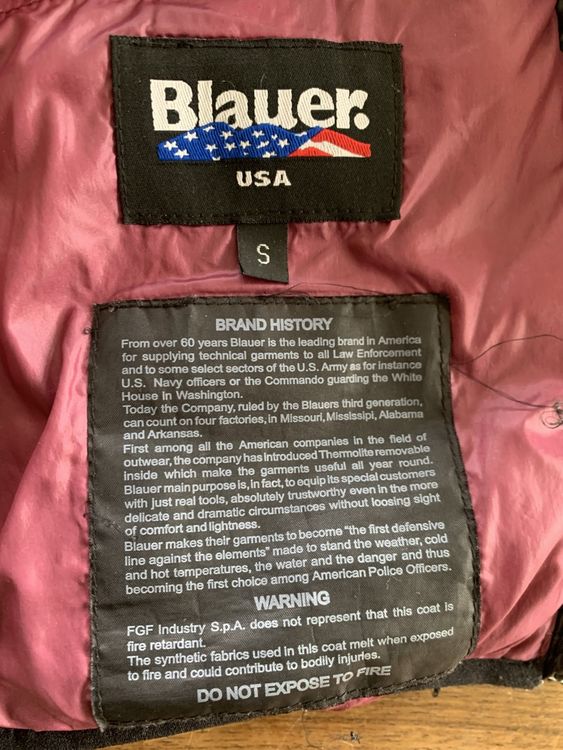 Blauer.
USA
S
BRAND HISTORY
From over 60 years Blauer is the leading brand in America
for supplying technical garments to all Law Enforcement
and to some select sectors of the U.S. Army as for instance
U.S. Navy officers or the Commando guarding the White
House in Washington.
Today the Company, ruled by the Blauers third generation,
can count on four factories, in Missouri, Mississipi, Alabama
and Arkansas.
First among all the American companies in the field of
outwear, the company has introduced Thermolite removable
inside which make the garments useful all year round.
Blauer main purpose is, in fact, to equip its special customers
with just real tools, absolutely trustworthy even in the more
delicate and dramatic circumstances without loosing sight
of comfort and lightness.
Blauer makes their garments to become "the first defensive
line against the elements" made to stand the weather, cold
and hot temperatures, the water and the danger and thus
becoming the first choice among American Police Officers.
WARNING
FGF Industry S.p.A. does not represent that this coat is
fire retardant.
The synthetic fabrics used in this coat melt when exposed
to fire and could contribute to bodily injuries.
DO NOT EXPOSE TO FIRE